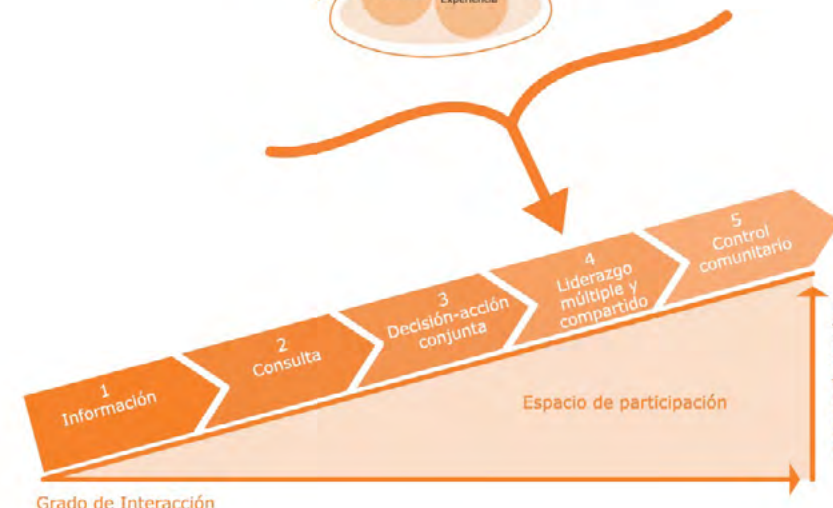 Experiencia
5
Control
comunitario
4
Liderazgo
múltiple y
compartido
3
Decisión-acción
conjunta
2
Consulta
1
Información
Espacio de participación
Grado de Interacción